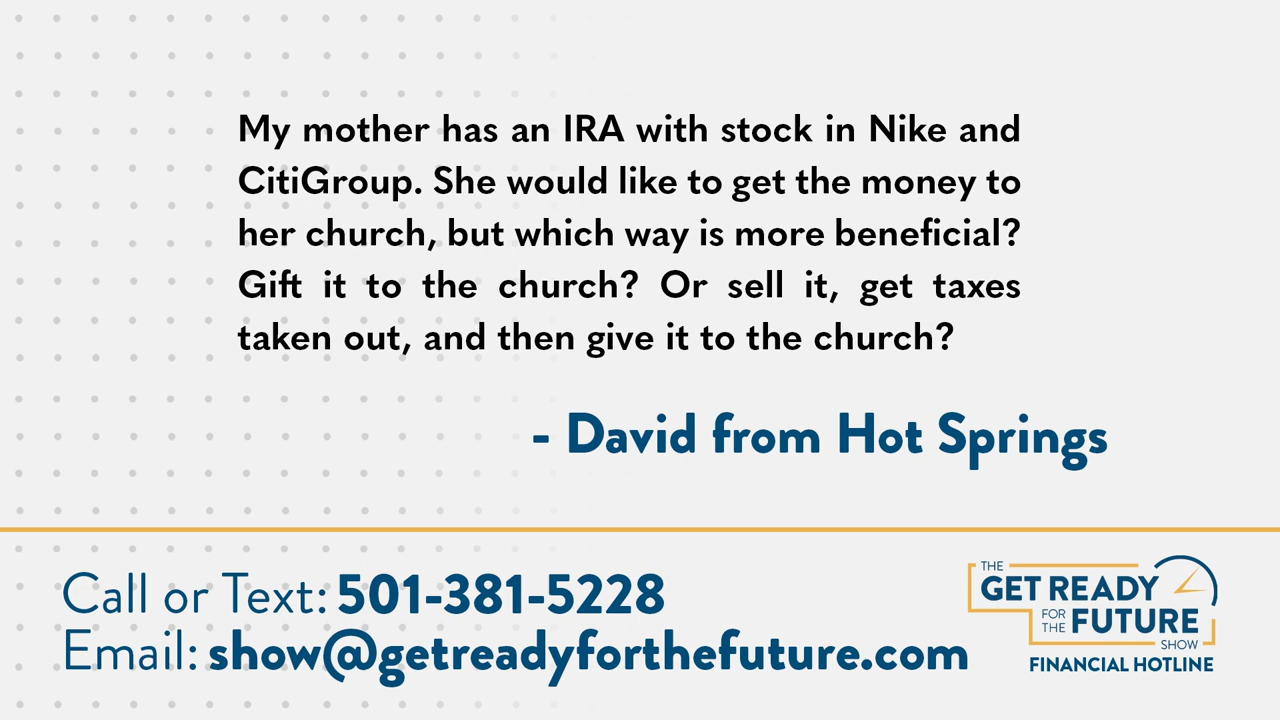 My mother has an IRA with stock in Nike and
CitiGroup. She would like to get the money to
her church, but which way is more beneficial?
Gift it to the church? Or sell it, get taxes
taken out, and then give it to the church?
- David from Hot Springs
Call or Text: 501-381-5228
Email: show@getreadyforthefuture.com
THE
GET READY
FOR THE FUTURE
SHOW
FINANCIAL HOTLINE